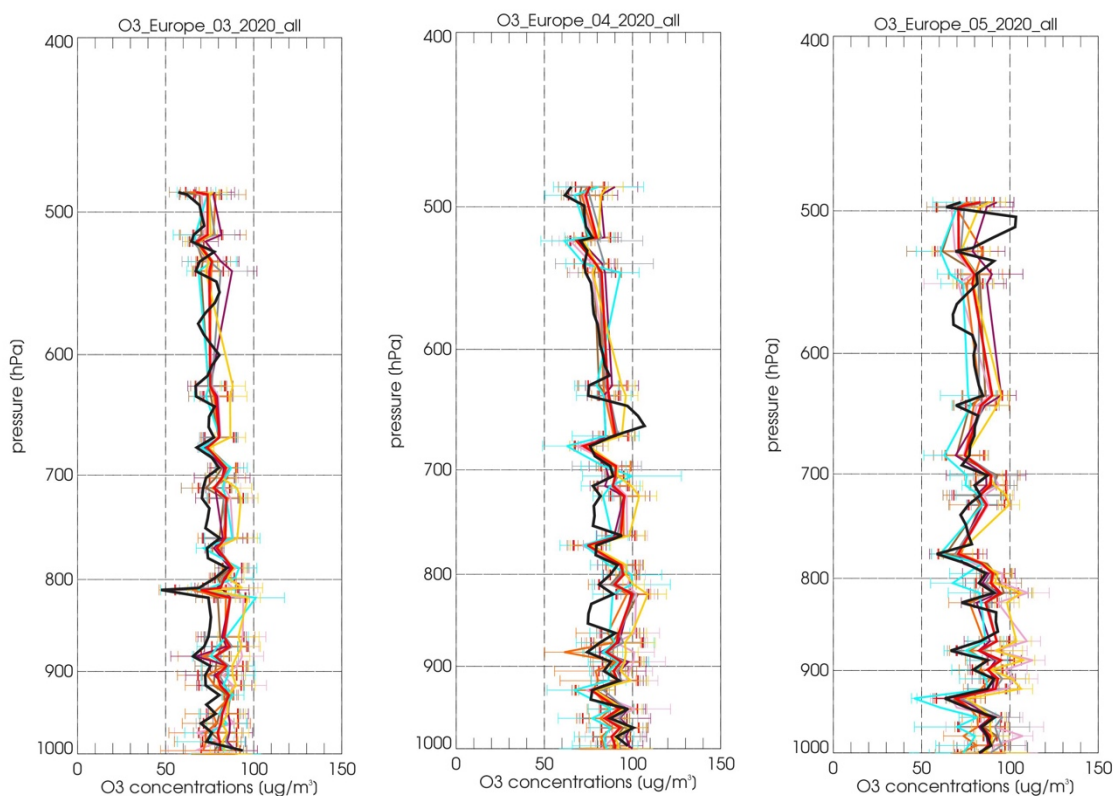 O3_Europe_03_2020_all
400
500
600
700
800
900
1000
pressure (hPa)
0 50 100 150
O3 concentrations (ug/m³)
O3_Europe_04_2020_all
400
500
600
700
800
900
1000
pressure (hPa)
0 50 100 150
O3 concentrations (ug/m³)
O3_Europe_05_2020_all
400
500
600
700
800
900
1000
pressure (hPa)
0 50 100 150
O3 concentrations (ug/m³)